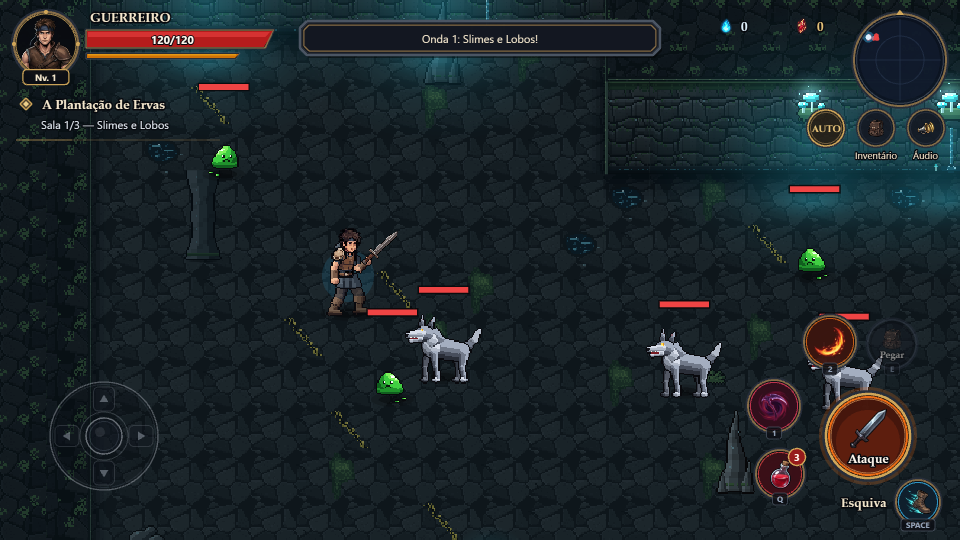 GUERREIRO
120/120
Nv. 1
Onda 1: Slimes e Lobos!
0
0
A Plantação de Ervas
Sala 1/3 — Slimes e Lobos
AUTO
Inventário
Áudio
2
Pegar
E
1
Ataque
3
Q
Esquiva
SPACE